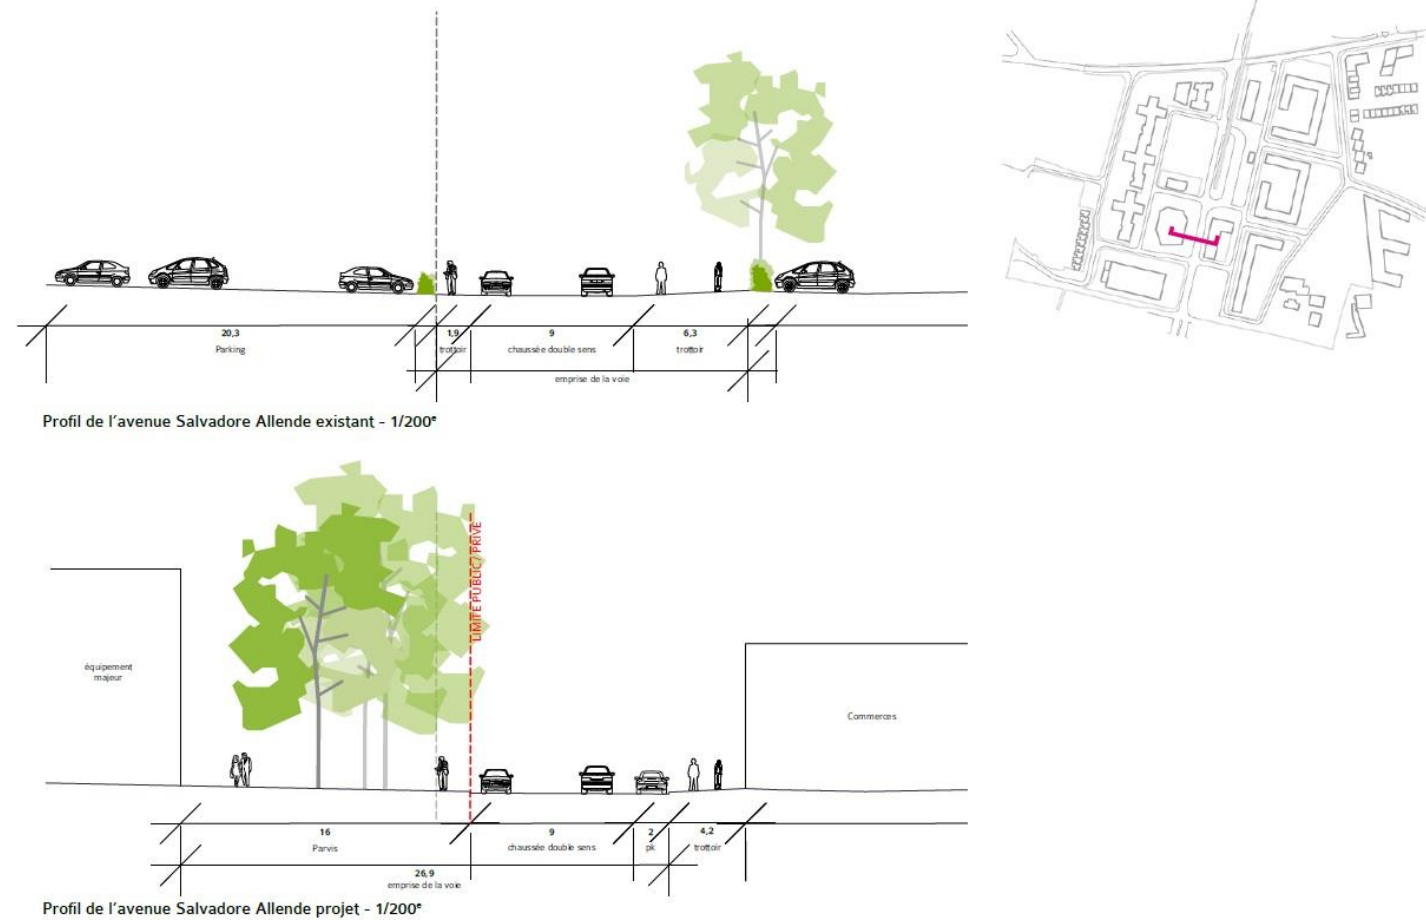 20,3
Parking
1,9
trottoir
9
chaussée double sens
6,3
trottoir
emprise de la voie
Profil de l'avenue Salvadore Allende existant - 1/200e
LIMITE PUBLIC / PRIVE
équipement
majeur
Commerces
16
Parvis
9
chaussée double sens
2
pk
4,2
trottoir
26,9
emprise de la voie
Profil de l'avenue Salvadore Allende projet - 1/200e